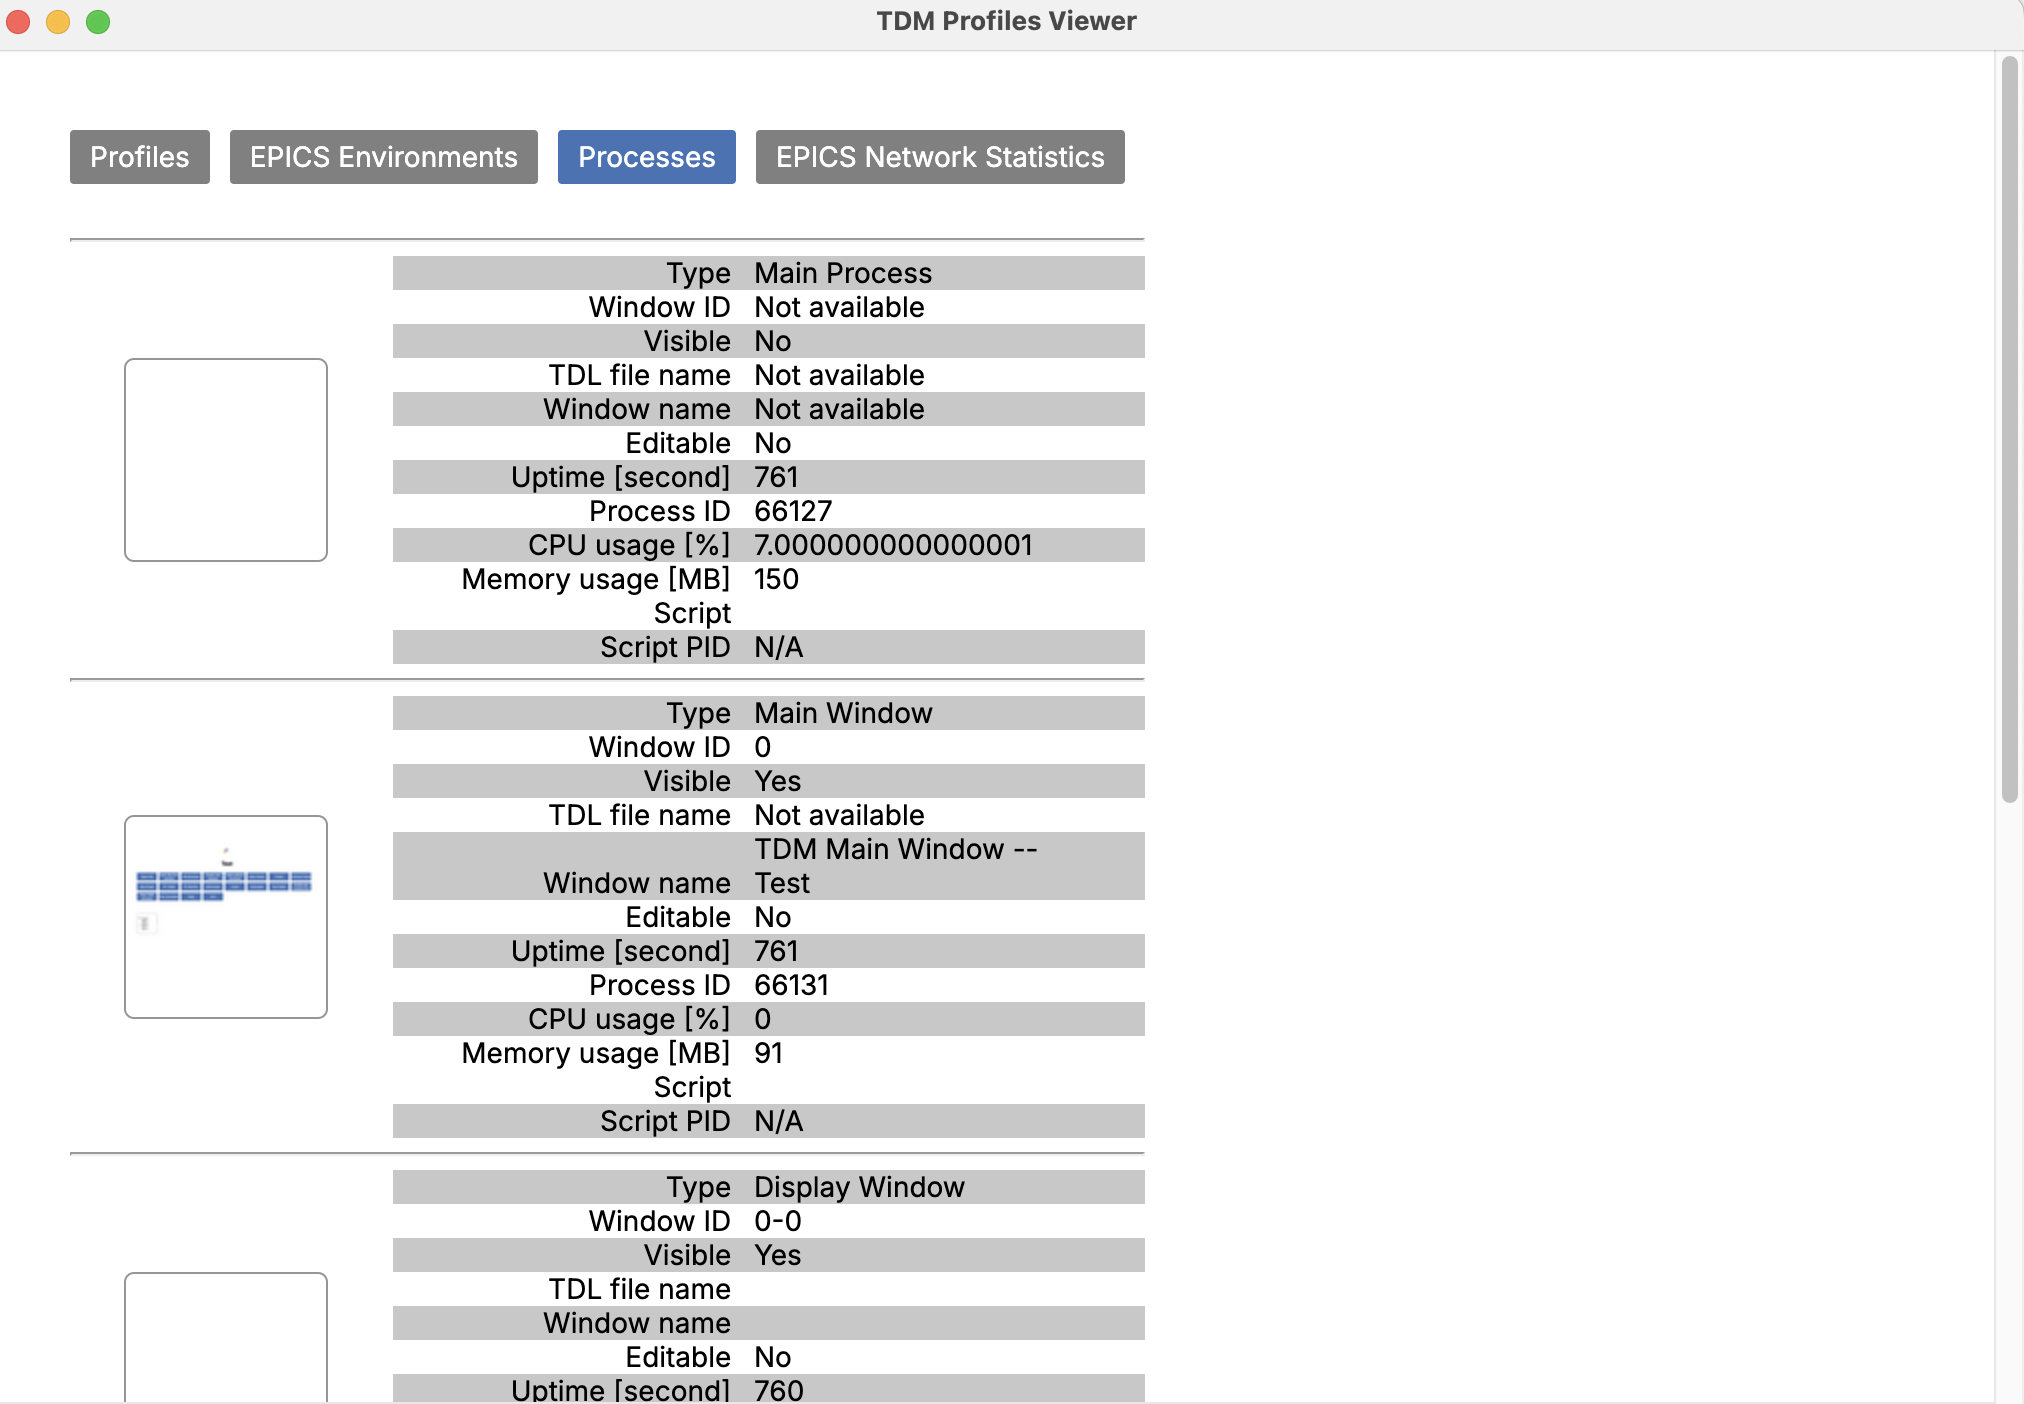 TDM Profiles Viewer
Profiles EPICS Environments Processes EPICS Network Statistics
Type Main Process
Window ID Not available
Visible No
TDL file name Not available
Window name Not available
Editable No
Uptime [second] 761
Process ID 66127
CPU usage [%] 7.000000000000001
Memory usage [MB] 150
Script
Script PID N/A
Type Main Window
Window ID 0
Visible Yes
TDL file name Not available
TDM Main Window --
Window name Test
Editable No
Uptime [second] 761
Process ID 66131
CPU usage [%] 0
Memory usage [MB] 91
Script
Script PID N/A
Type Display Window
Window ID 0-0
Visible Yes
TDL file name
Window name
Editable No
Uptime [second] 760